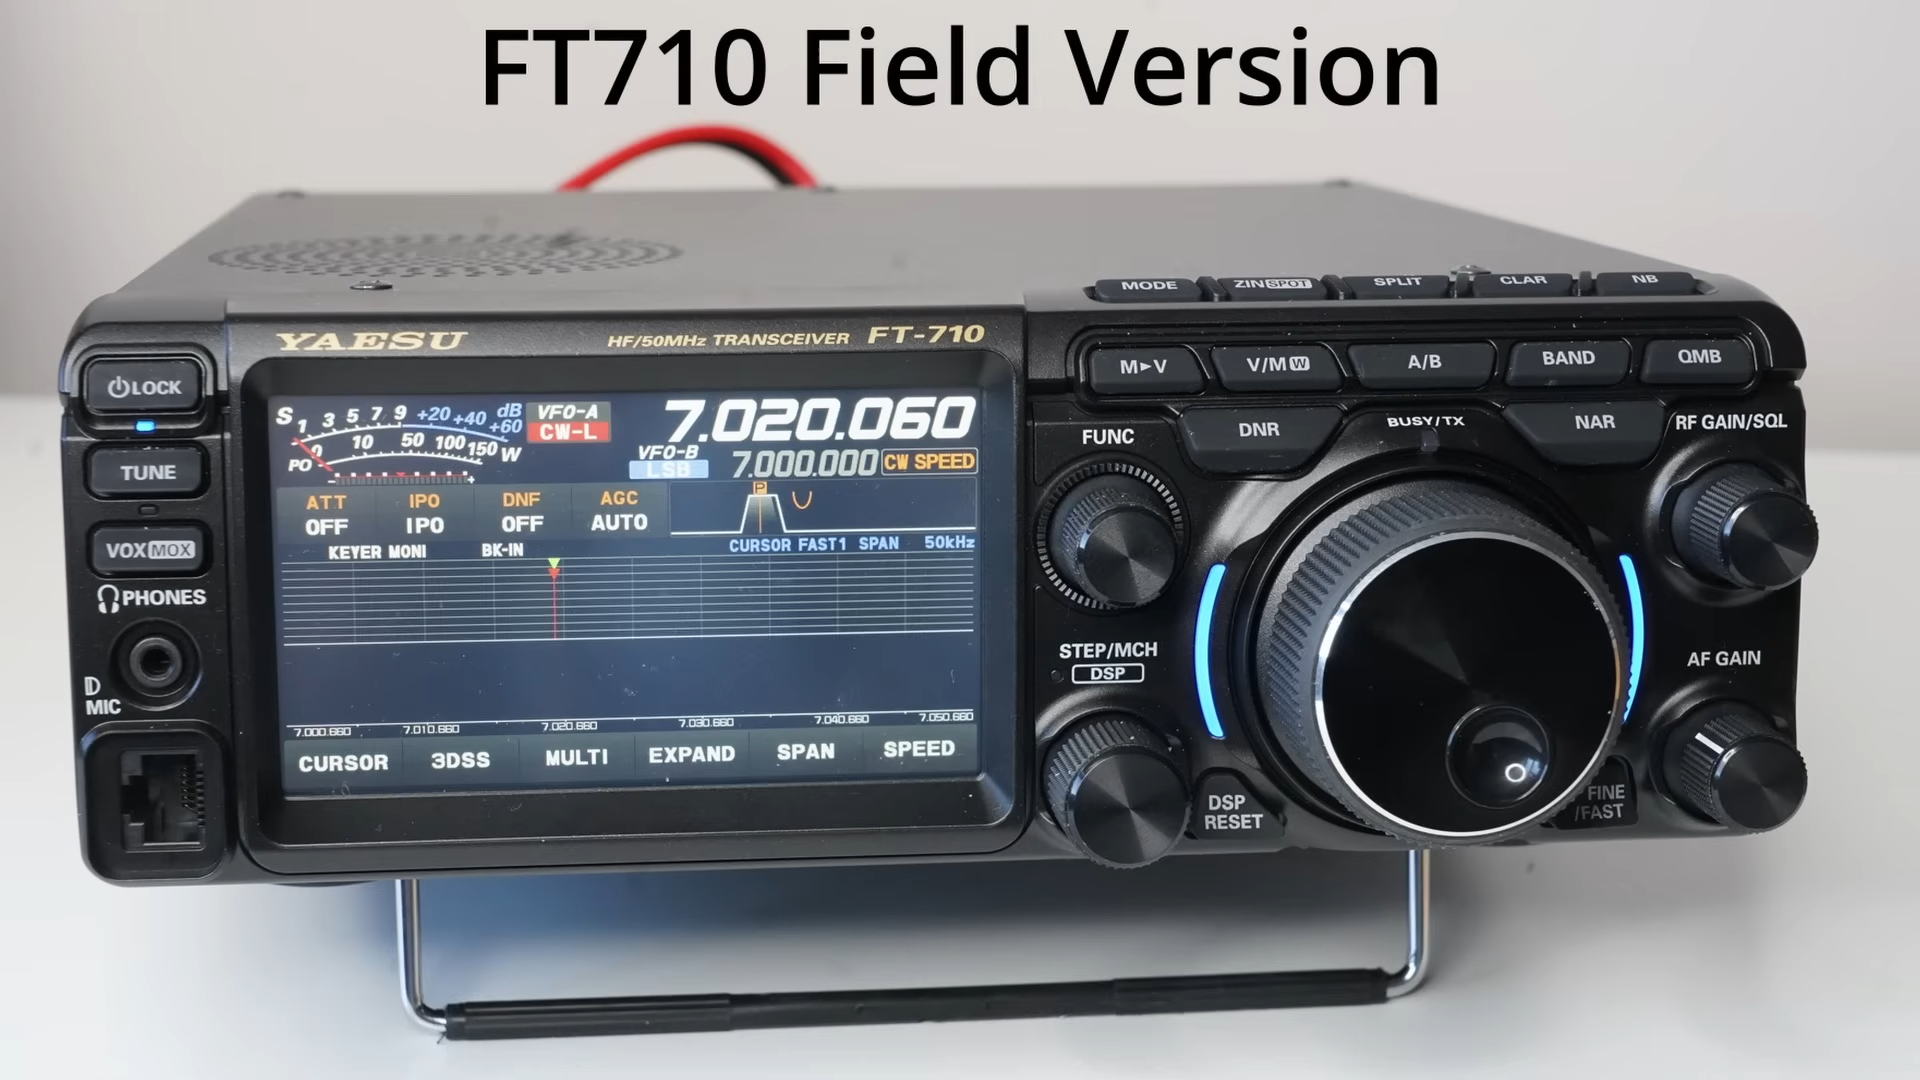 FT710 Field Version
MODE ZIN SPOT SPLIT CLAR NB
YAESU HF/50MHz TRANSCEIVER FT-710
M►V V/M W A/B BAND QMB
LOCK
TUNE
VOX MOX
PHONES
MIC
S 1 3 5 7 9 +20 +40 +60 dB
0 10 50 100 150 W
PO
VFO-A
CW-L
7.020.060
VFO-B
LSB
7.000.000
CW SPEED
ATT IPO DNF AGC
OFF IPO OFF AUTO
P
KEYER MONI BK-IN
CURSOR FAST1 SPAN 50kHz
7.000.660 7.010.660 7.020.660 7.030.660 7.040.660 7.050.660
CURSOR 3DSS MULTI EXPAND SPAN SPEED
FUNC
DNR
BUSY/TX
NAR
RF GAIN/SQL
STEP/MCH
DSP
AF GAIN
DSP
RESET
FINE
/FAST